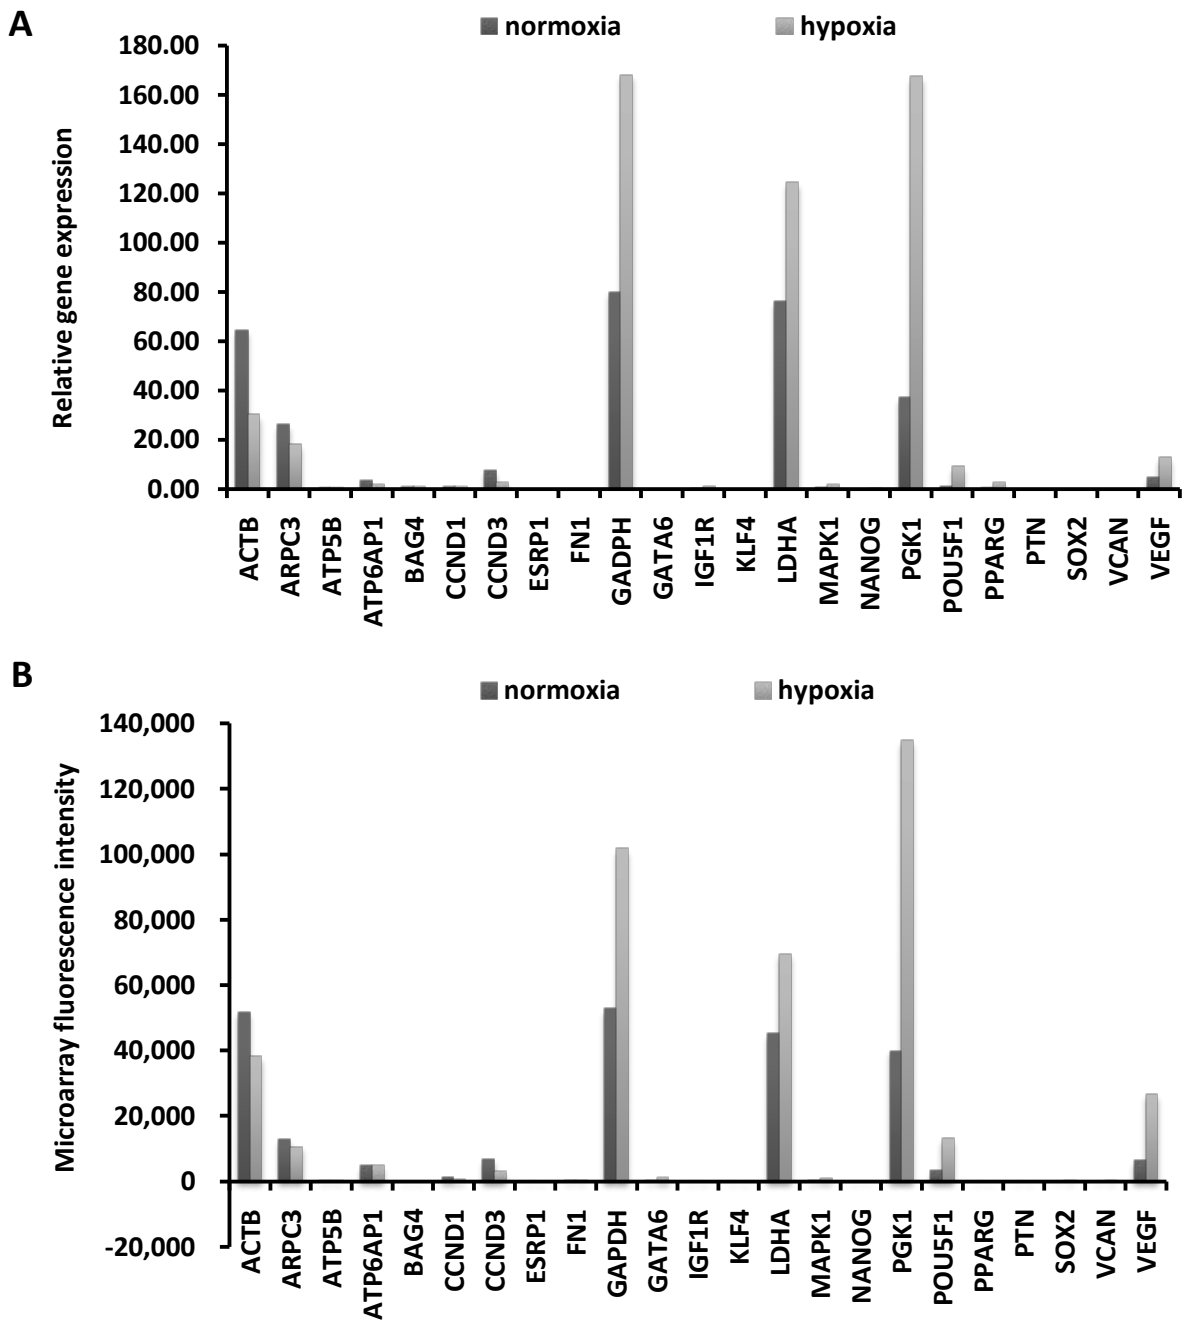 A
normoxia hypoxia
180.00
160.00
140.00
120.00
100.00
80.00
60.00
40.00
20.00
0.00
Relative gene expression
ACTB
ARPC3
ATP5B
ATP6AP1
BAG4
CCND1
CCND3
ESRP1
FN1
GADPH
GATA6
IGF1R
KLF4
LDHA
MAPK1
NANOG
PGK1
POU5F1
PPARG
PTN
SOX2
VCAN
VEGF
B
normoxia hypoxia
140,000
120,000
100,000
80,000
60,000
40,000
20,000
0
-20,000
Microarray fluorescence intensity
ACTB
ARPC3
ATP5B
ATP6AP1
BAG4
CCND1
CCND3
ESRP1
FN1
GAPDH
GATA6
IGF1R
KLF4
LDHA
MAPK1
NANOG
PGK1
POU5F1
PPARG
PTN
SOX2
VCAN
VEGF